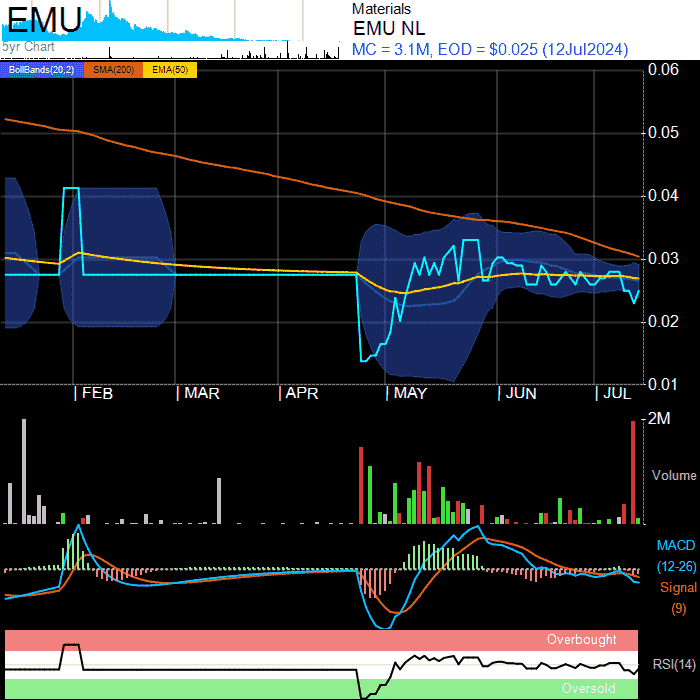 EMU
5yr Chart
Materials
EMU NL
MC = 3.1M, EOD = $0.025 (12Jul2024)
BollBands(20,2) SMA(200) EMA(50)
0.06
0.05
0.04
0.03
0.02
0.01
FEB MAR APR MAY JUN JUL
2M
Volume
MACD
(12-26)
Signal
(9)
Overbought
RSI(14)
Oversold